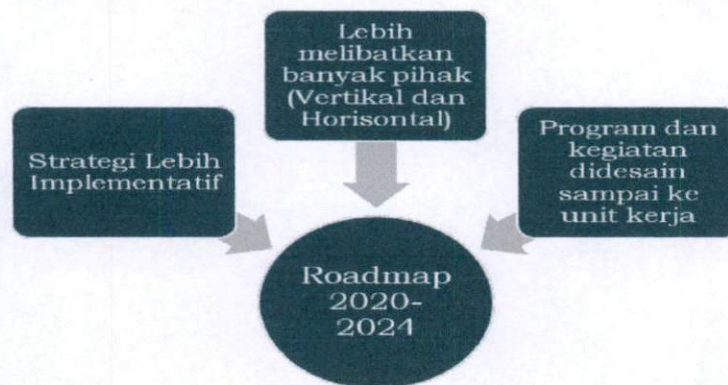 Lebih
melibatkan
banyak pihak
(Vertikal dan
Horisontal)
Strategi Lebih
Implementatif
Program dan
kegiatan
didesain
sampai ke
unit kerja
Roadmap
2020-
2024